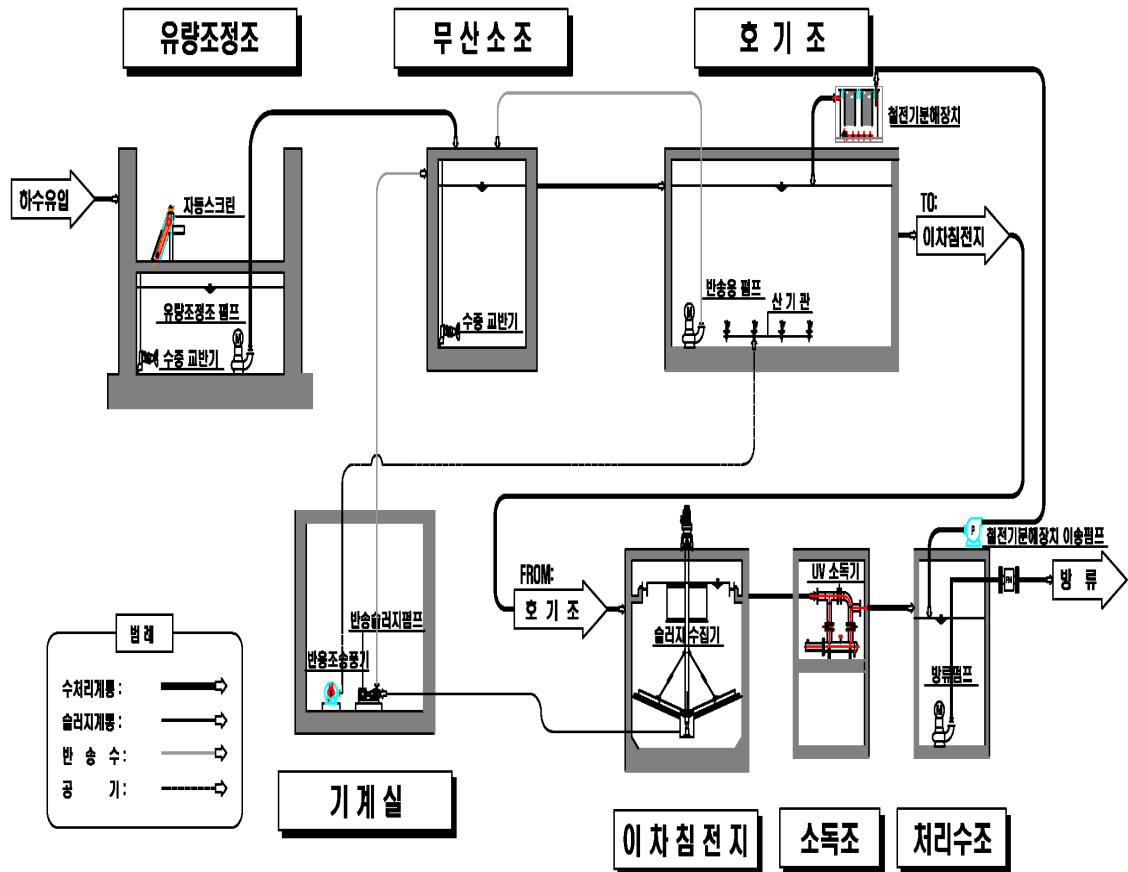 유량조정조
무산소조
호 기 조
철전기분해장치
하수유입
자동스크린
유량조정조 펌프
수중 교반기
수중 교반기
반송용 펌프
산기관
TO:
이차침전지
FROM:
호 기 조
슬러지 수집기
UV 소독기
P
철전기분해장치 이송펌프
방 류
FM
방류펌프
M
M
M
반송슬러지펌프
반응조송풍기
범 례
수처리계통 :
슬러지계통 :
반 송 수 :
공 기 :
기계실
이차침전지
소독조
처리수조